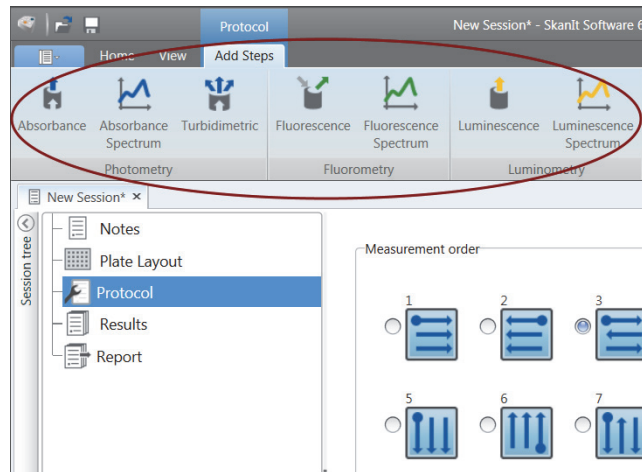 Protocol
New Session* - SkanIt Software 6
Home View Add Steps
Absorbance Absorbance Spectrum Turbidimetric Fluorescence Fluorescence Spectrum Luminescence Luminescence Spectrum
Photometry Fluorometry Luminometry
New Session* ×
Session tree
Notes
Plate Layout
Protocol
Results
Report
Measurement order
1 2 3
5 6 7